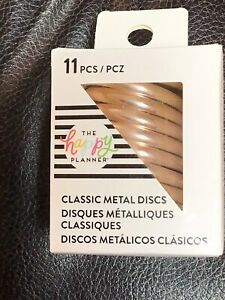 11 PCS / PCZ
THE
happy
PLANNER®
CLASSIC METAL DISCS
DISQUES MÉTALLIQUES
CLASSIQUES
DISCOS METÁLICOS CLÁSICOS